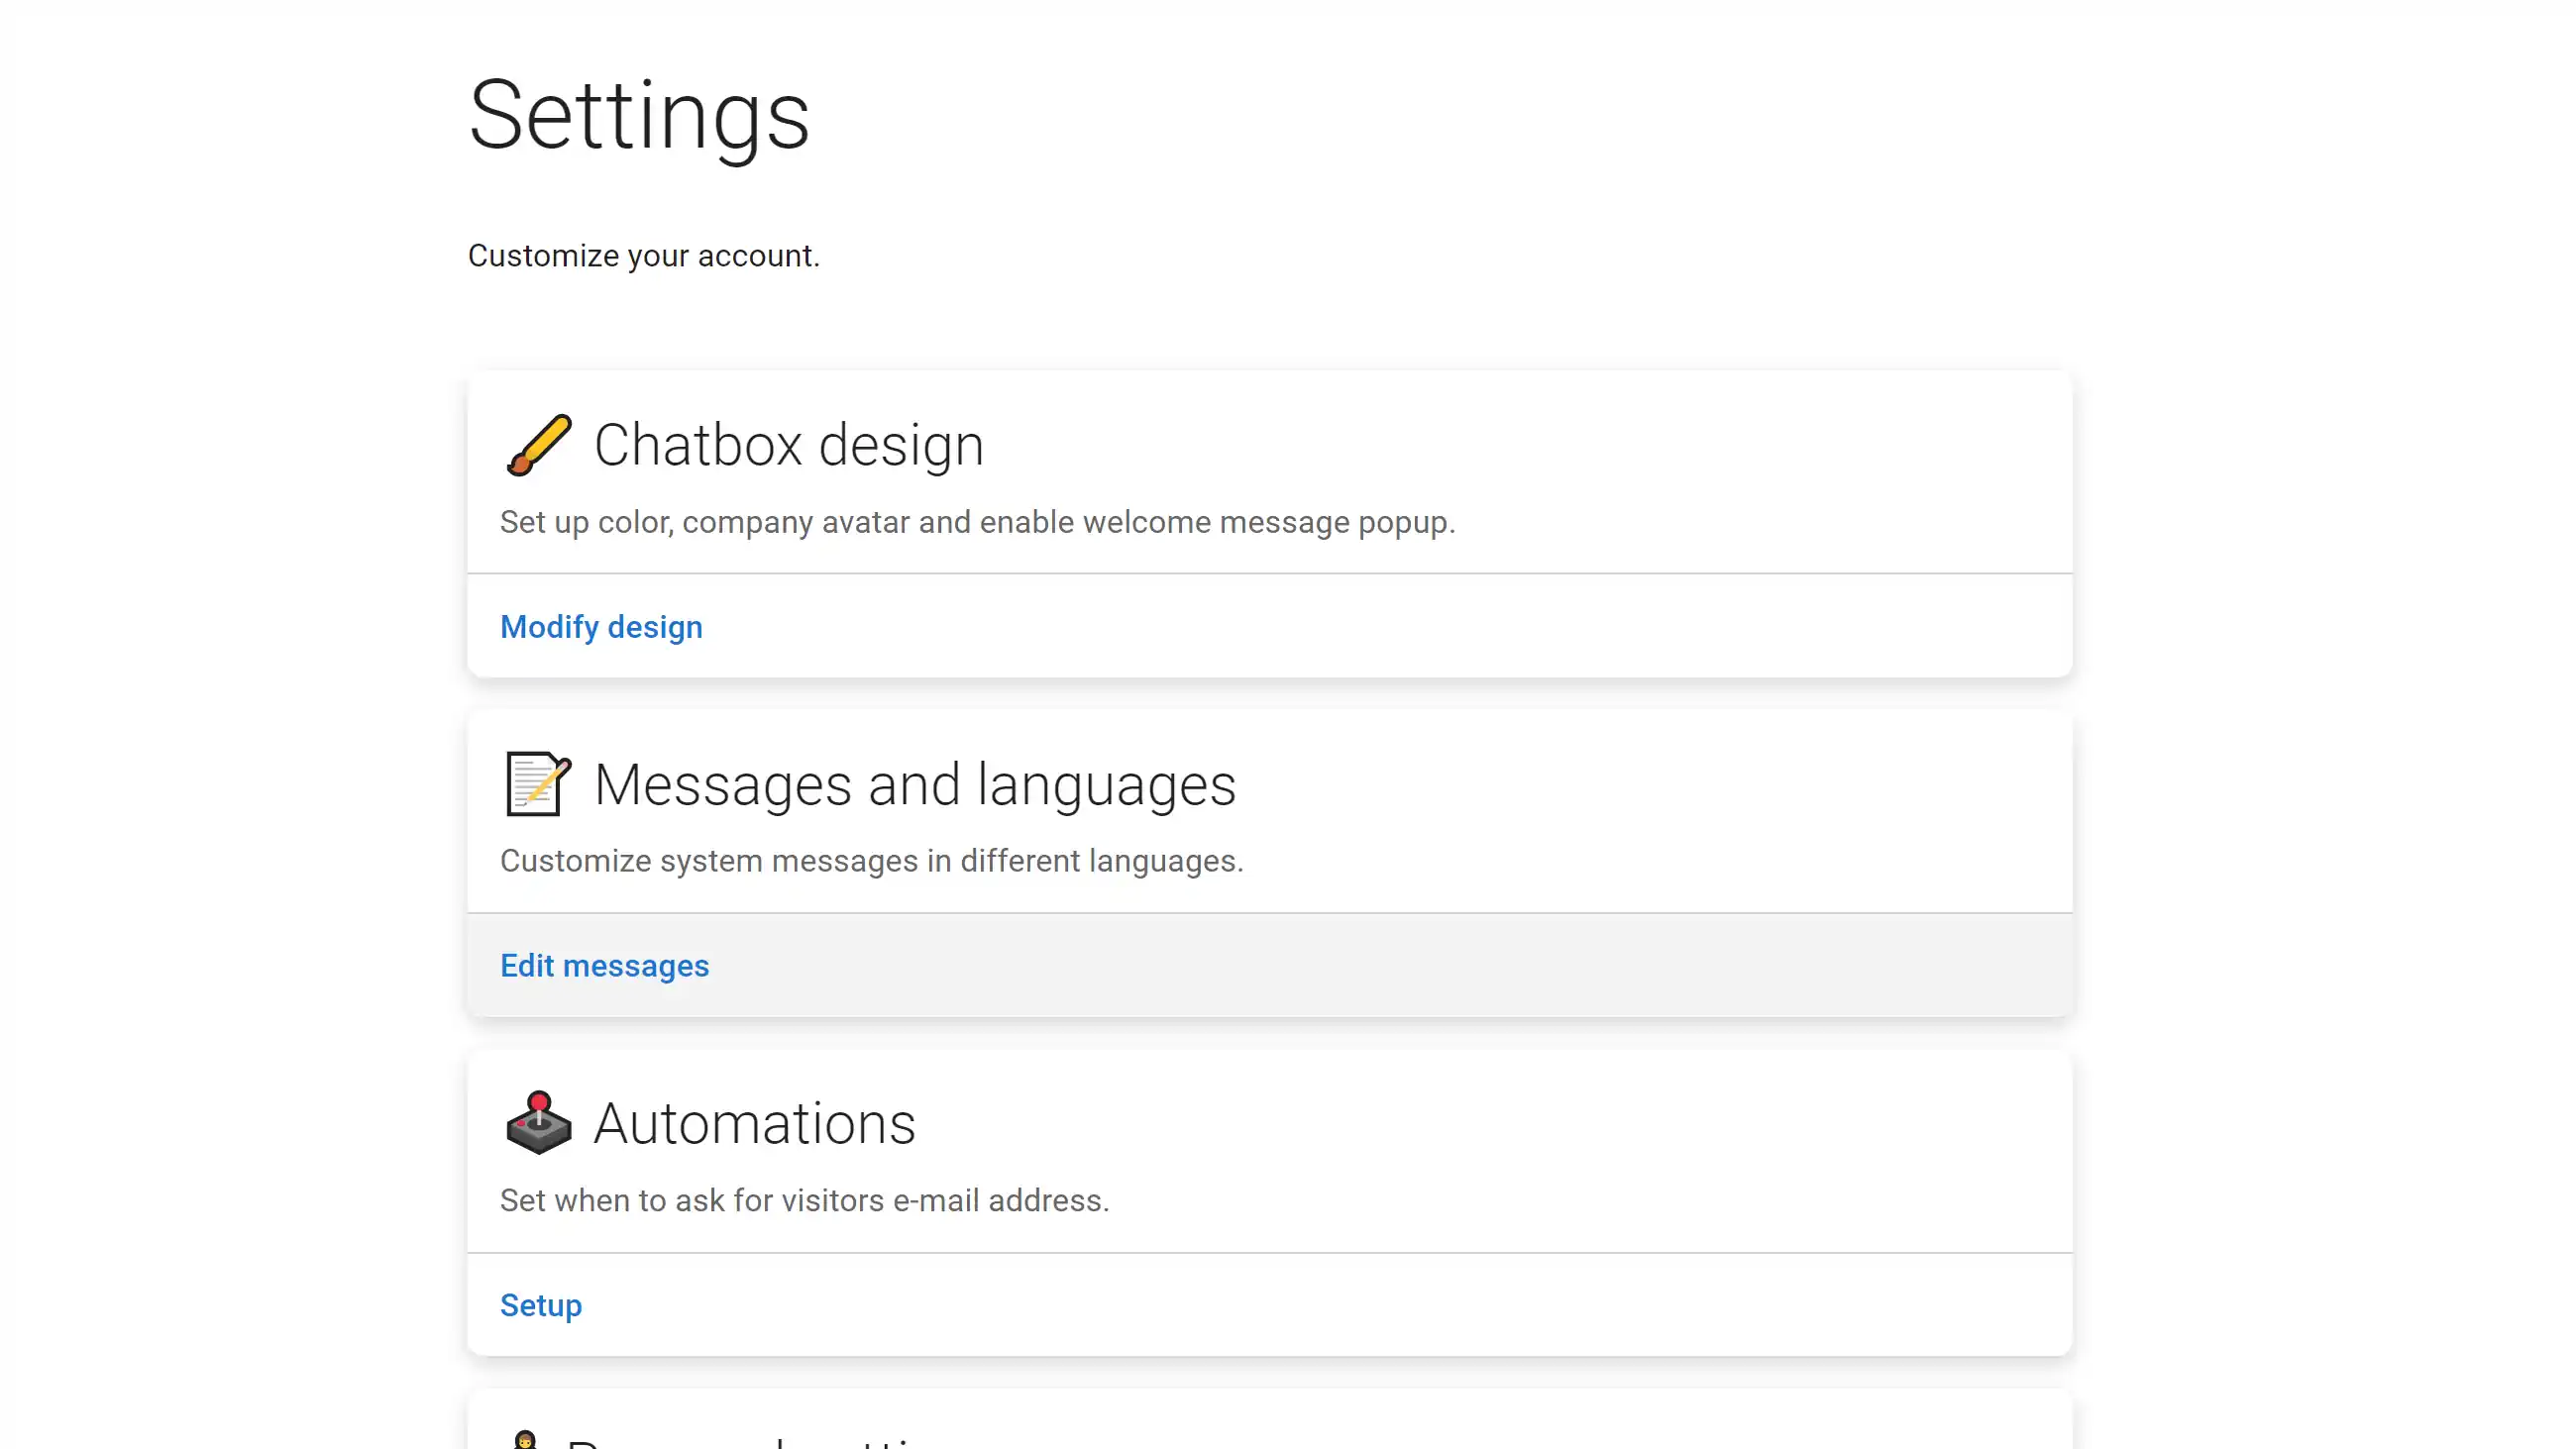 Settings
Customize your account.
Chatbox design
Set up color, company avatar and enable welcome message popup.
Modify design
Messages and languages
Customize system messages in different languages.
Edit messages
Automations
Set when to ask for visitors e-mail address.
Setup